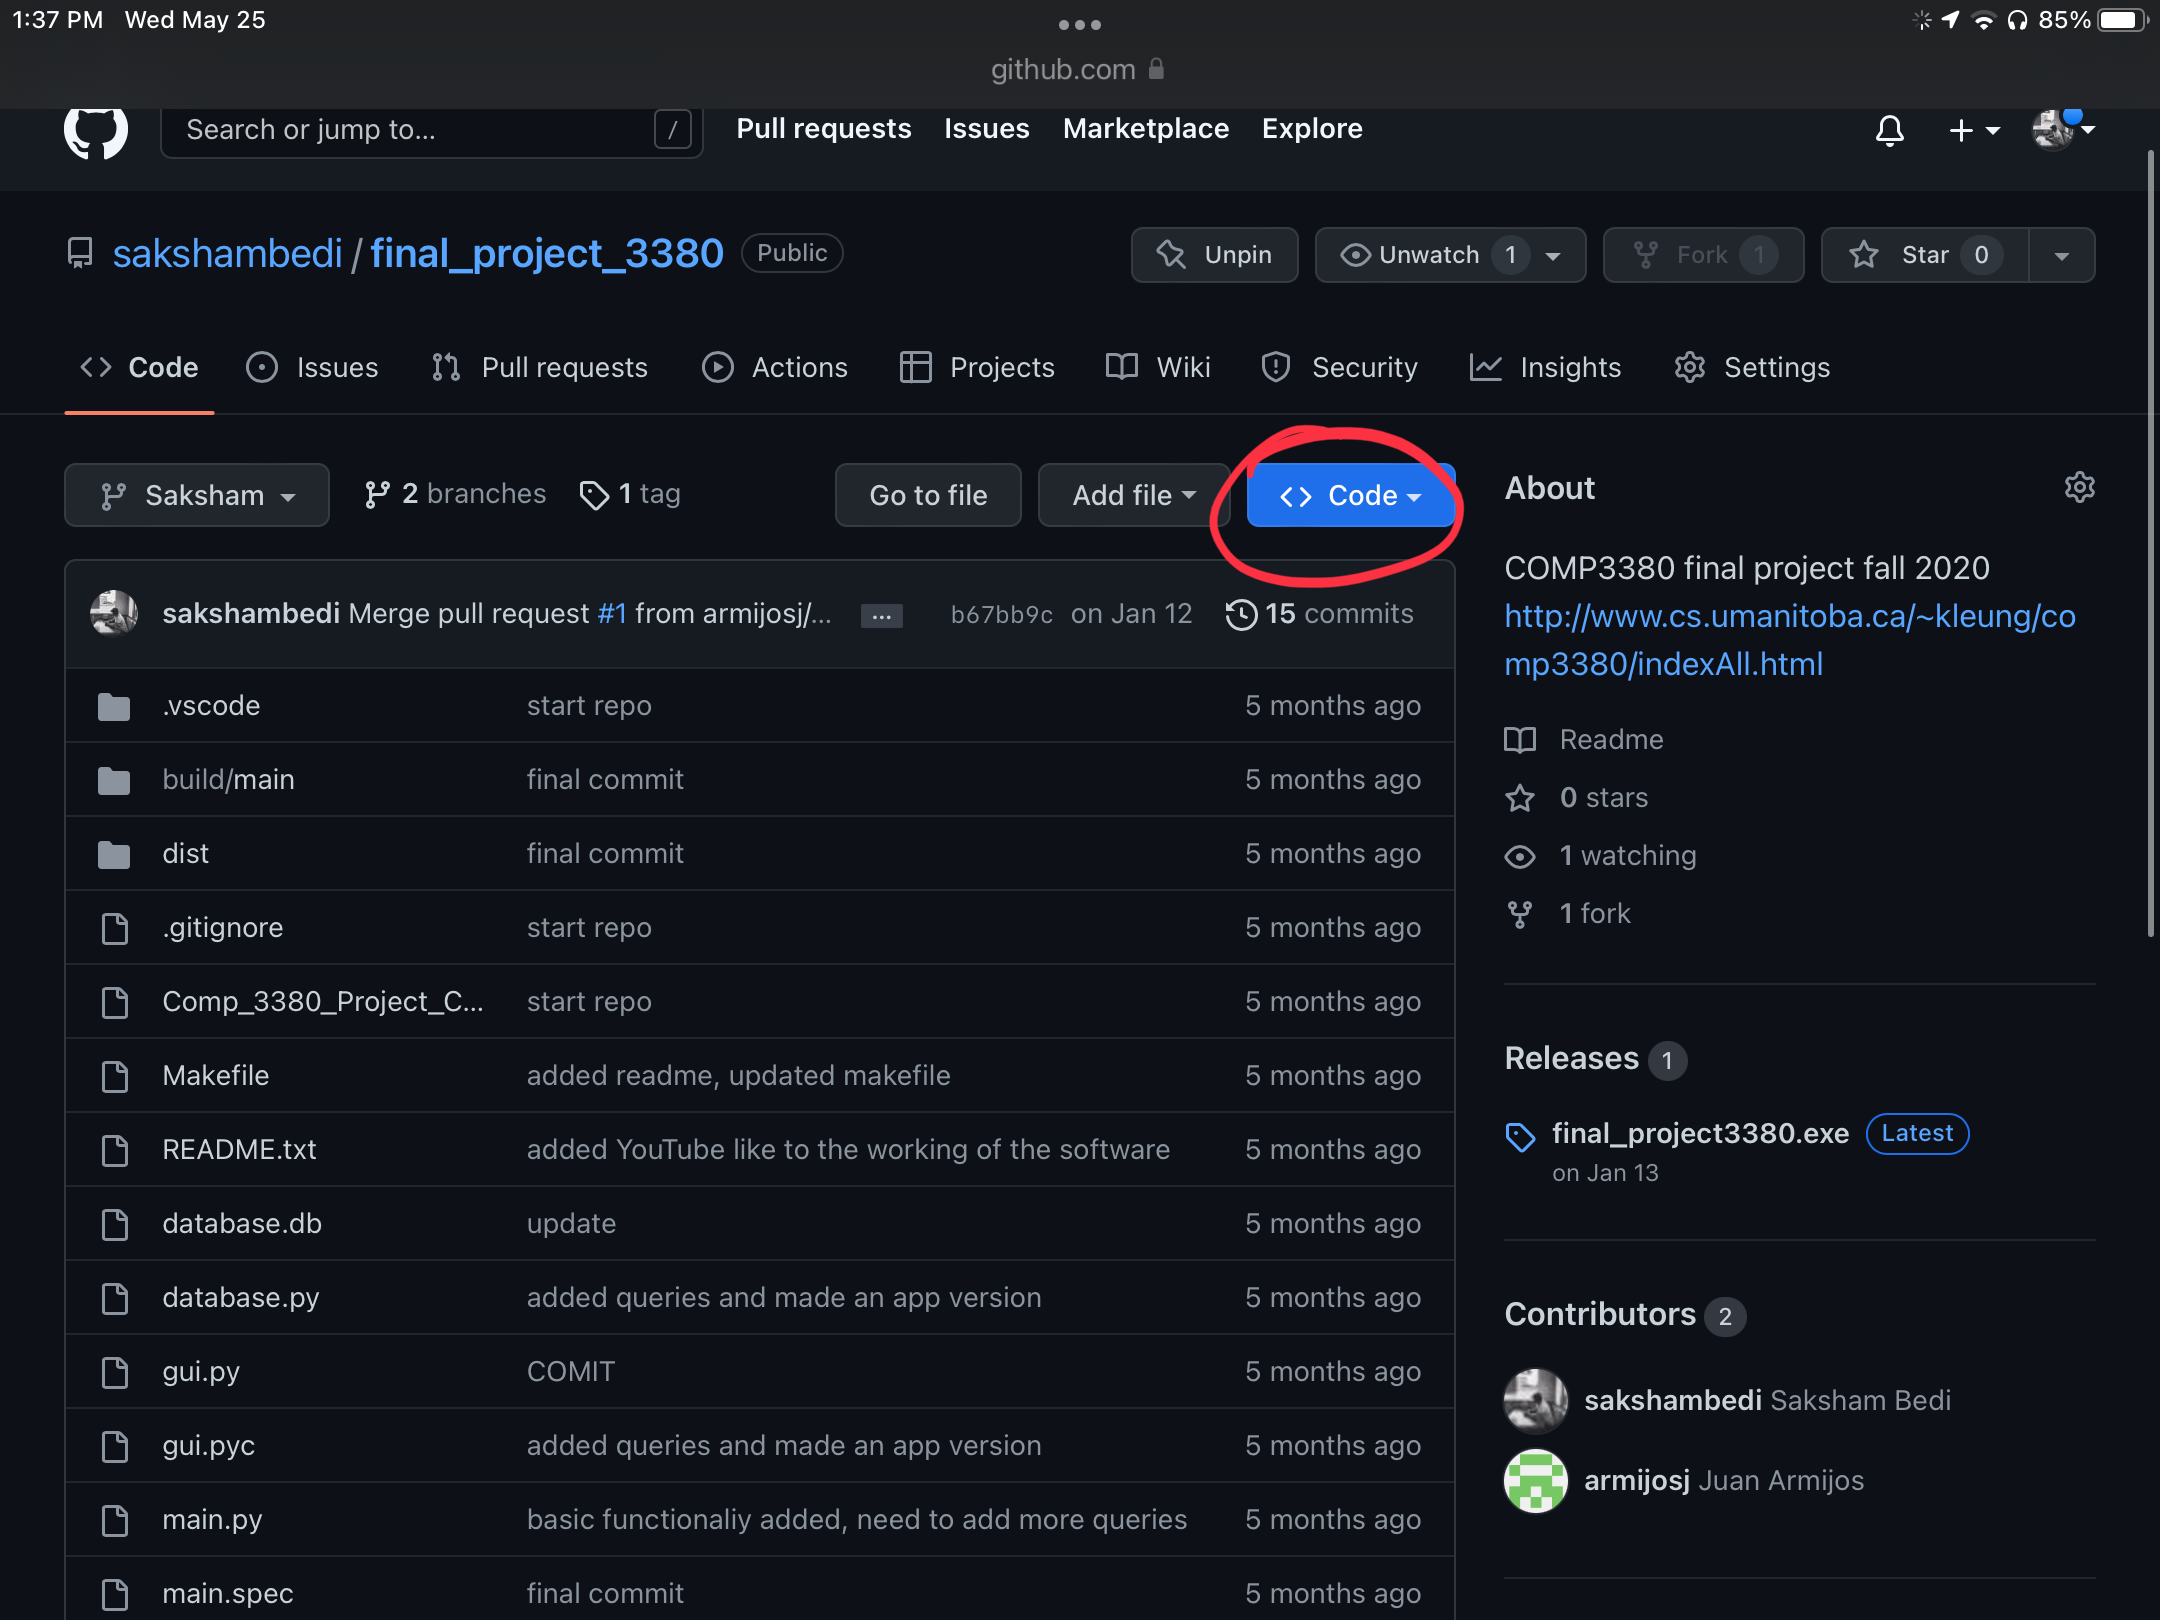 1:37 PM Wed May 25
85%
github.com
Search or jump to... /
Pull requests Issues Marketplace Explore
sakshambedi / final_project_3380 Public
Unpin Unwatch 1 Fork 1 Star 0
Code Issues Pull requests Actions Projects Wiki Security Insights Settings
Saksham 2 branches 1 tag Go to file Add file Code
sakshambedi Merge pull request #1 from armijosj/... ... b67bb9c on Jan 12 15 commits
.vscode start repo 5 months ago
build/main final commit 5 months ago
dist final commit 5 months ago
.gitignore start repo 5 months ago
Comp_3380_Project_C... start repo 5 months ago
Makefile added readme, updated makefile 5 months ago
README.txt added YouTube like to the working of the software 5 months ago
database.db update 5 months ago
database.py added queries and made an app version 5 months ago
gui.py COMIT 5 months ago
gui.pyc added queries and made an app version 5 months ago
main.py basic functionaliy added, need to add more queries 5 months ago
main.spec final commit 5 months ago
About
COMP3380 final project fall 2020
http://www.cs.umanitoba.ca/~kleung/co
mp3380/indexAll.html
Readme
0 stars
1 watching
1 fork
Releases 1
final_project3380.exe Latest
on Jan 13
Contributors 2
sakshambedi Saksham Bedi
armijosj Juan Armijos